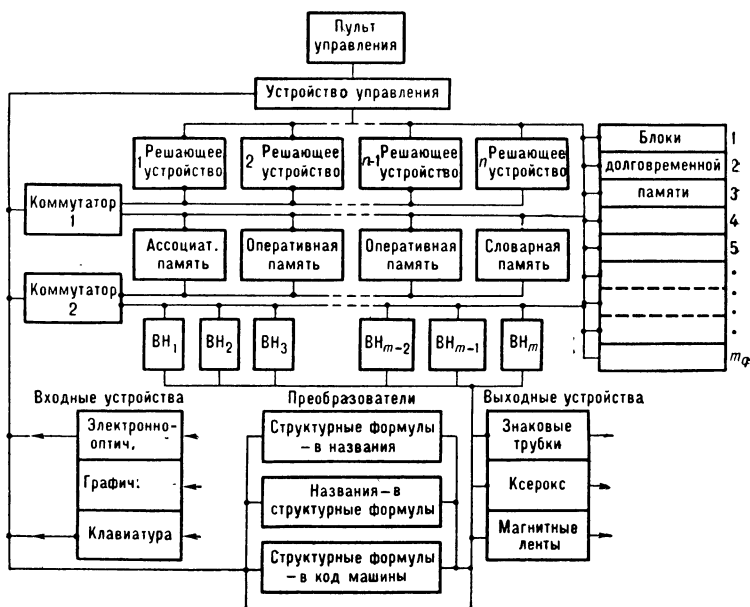 Пульт
управления
Устройство управления
1 Решающее
устройство
2 Решающее
устройство
n-1 Решающее
устройство
n Решающее
устройство
Блоки 1
долговременной 2
памяти 3
4
5
mφ
Коммутатор
1
Ассоциат.
память
Оперативная
память
Оперативная
память
Словарная
память
Коммутатор
2
ВН1
ВН2
ВН3
ВНm-2
ВНm-1
ВНm
Входные устройства
Электронно-
оптич.
Графич.
Клавиатура
Преобразователи
Структурные формулы
—в названия
Названия—в
структурные формулы
Структурные формулы
—в код машины
Выходные устройства
Знаковые
трубки
Ксерокс
Магнитные
ленты